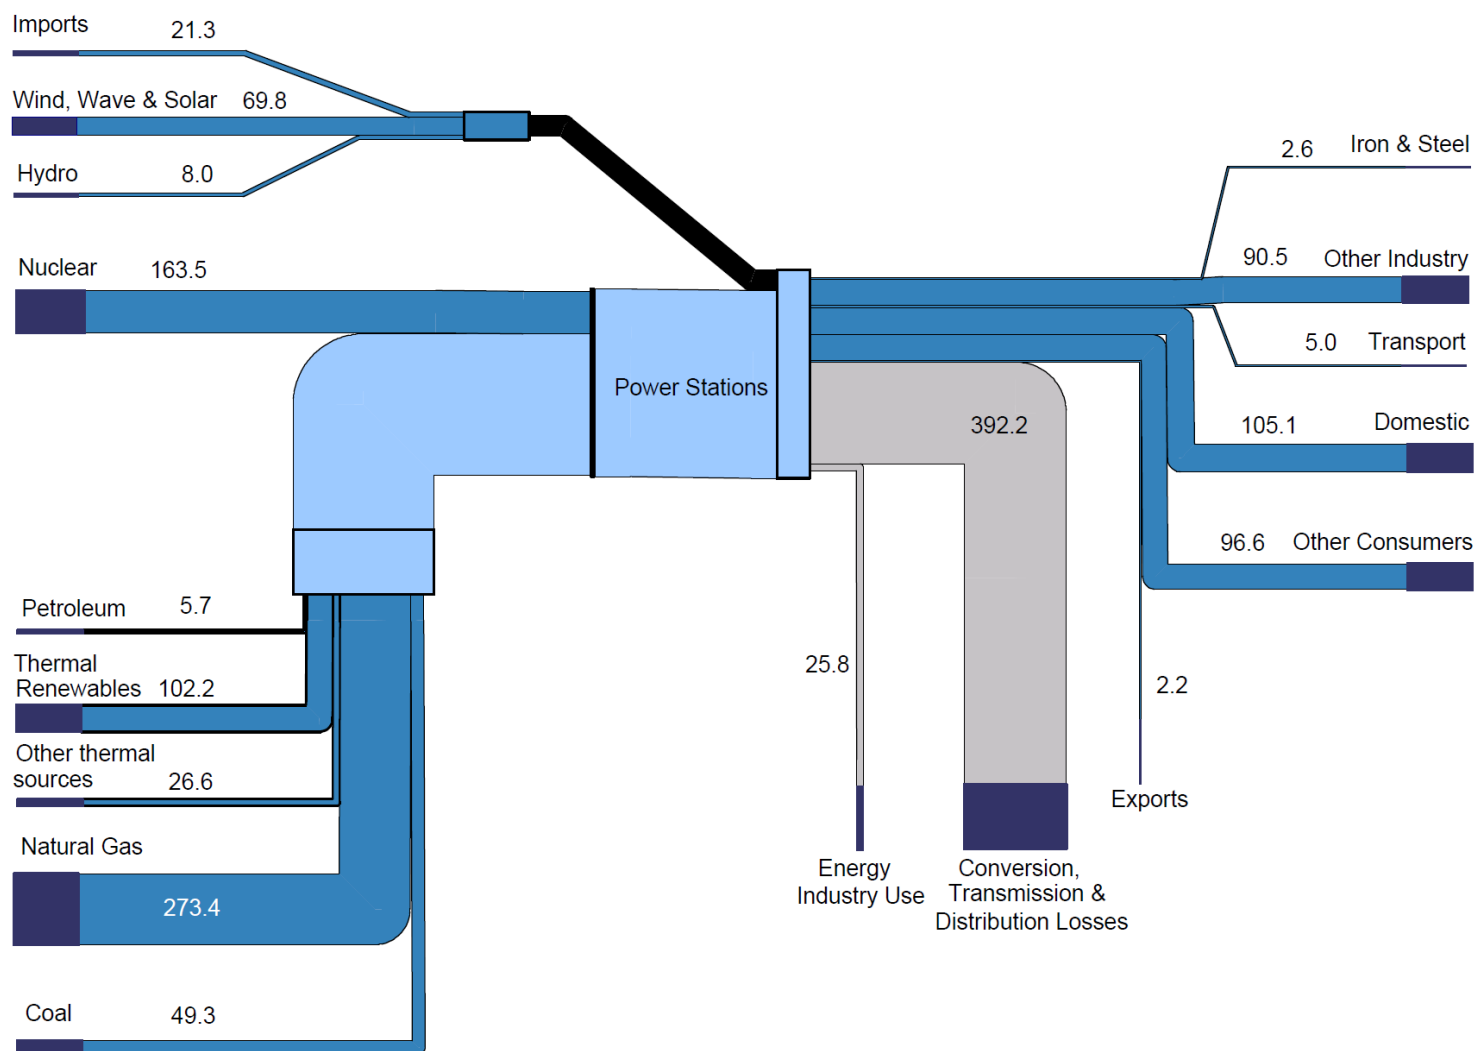 Imports 21.3
Wind, Wave & Solar 69.8
Hydro 8.0
Nuclear 163.5
Petroleum 5.7
Thermal
Renewables 102.2
Other thermal
sources 26.6
Natural Gas
273.4
Coal 49.3
Power Stations
2.6 Iron & Steel
90.5 Other Industry
5.0 Transport
392.2
105.1 Domestic
96.6 Other Consumers
25.8
2.2
Exports
Energy
Industry Use
Conversion,
Transmission &
Distribution Losses